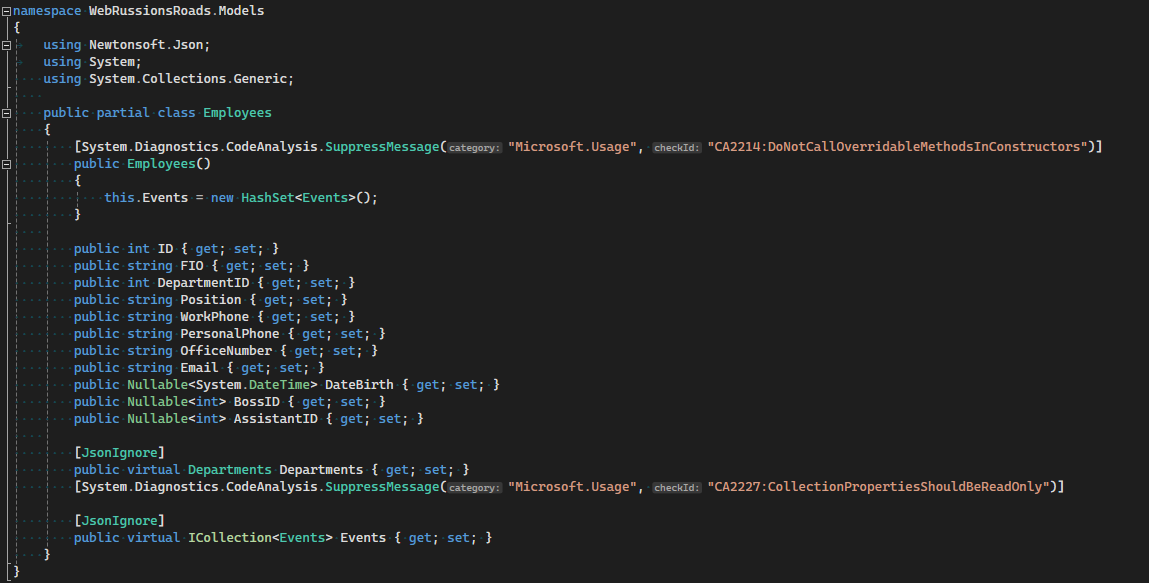 namespace WebRussionsRoads.Models
{
using Newtonsoft.Json;
using System;
using System.Collections.Generic;
public partial class Employees
{
[System.Diagnostics.CodeAnalysis.SuppressMessage(category: "Microsoft.Usage", checkId: "CA2214:DoNotCallOverridableMethodsInConstructors")]
public Employees()
{
this.Events = new HashSet<Events>();
}
public int ID { get; set; }
public string FIO { get; set; }
public int DepartmentID { get; set; }
public string Position { get; set; }
public string WorkPhone { get; set; }
public string PersonalPhone { get; set; }
public string OfficeNumber { get; set; }
public string Email { get; set; }
public Nullable<System.DateTime> DateBirth { get; set; }
public Nullable<int> BossID { get; set; }
public Nullable<int> AssistantID { get; set; }
[JsonIgnore]
public virtual Departments Departments { get; set; }
[System.Diagnostics.CodeAnalysis.SuppressMessage(category: "Microsoft.Usage", checkId: "CA2227:CollectionPropertiesShouldBeReadOnly")]
[JsonIgnore]
public virtual ICollection<Events> Events { get; set; }
}
}